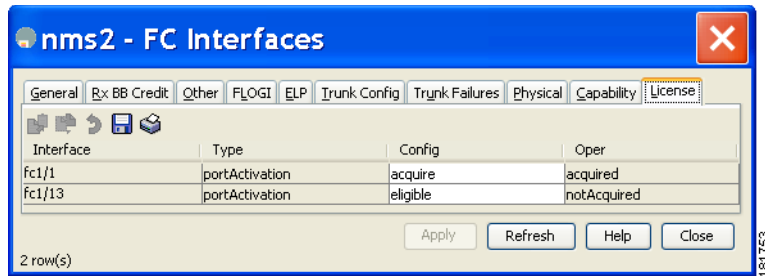 nms2 - FC Interfaces
General Rx BB Credit Other FLOGI ELP Trunk Config Trunk Failures Physical Capability License
Interface Type Config Oper
fc1/1 portActivation acquire acquired
fc1/13 portActivation eligible notAcquired
Apply Refresh Help Close
2 row(s)
181753